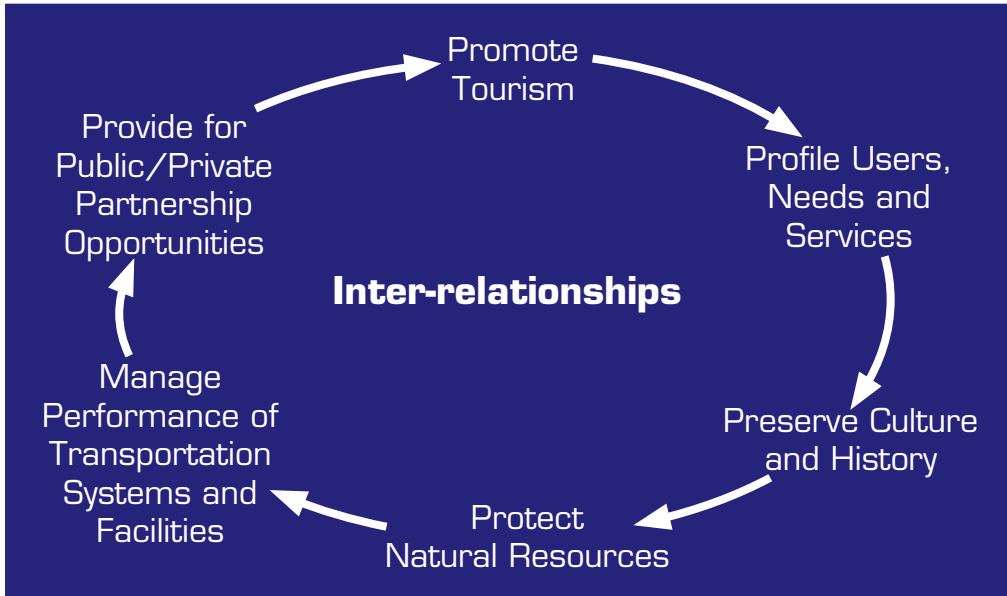 Promote
Tourism
Profile Users,
Needs and
Services
Preserve Culture
and History
Protect
Natural Resources
Manage
Performance of
Transportation
Systems and
Facilities
Provide for
Public/Private
Partnership
Opportunities
Inter-relationships